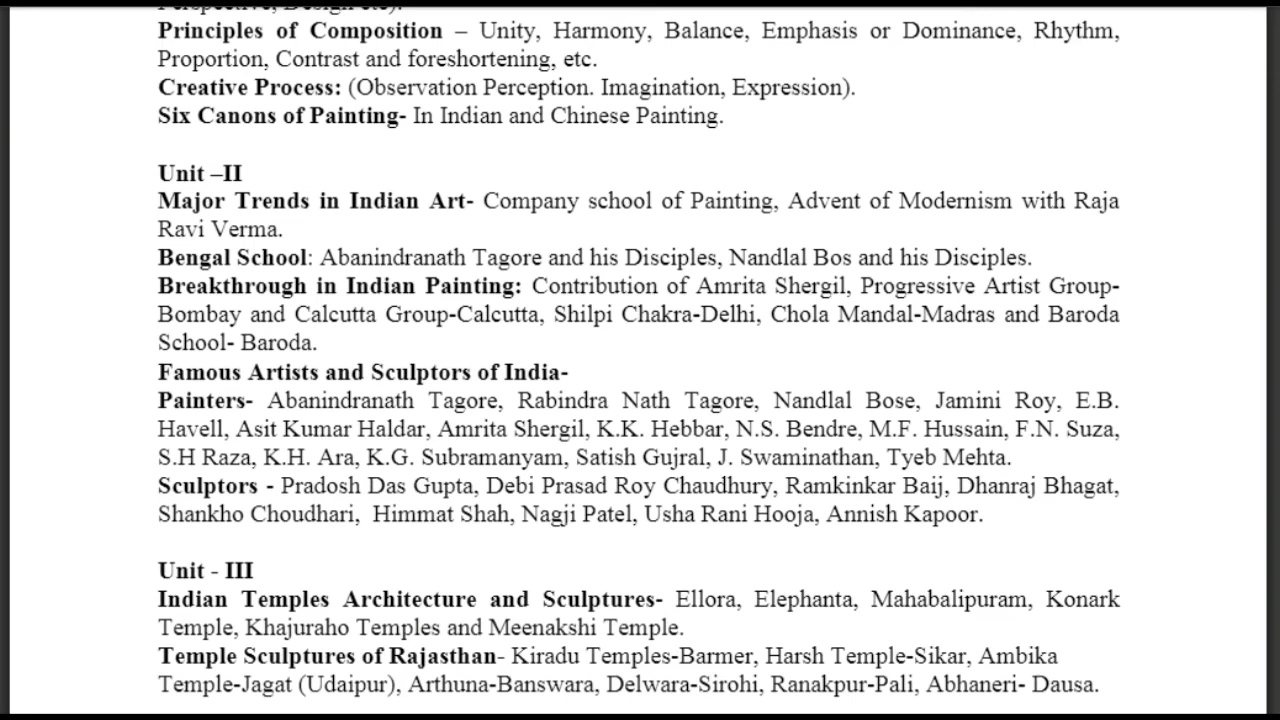 Perspective, Design etc).
Principles of Composition – Unity, Harmony, Balance, Emphasis or Dominance, Rhythm,
Proportion, Contrast and foreshortening, etc.
Creative Process: (Observation Perception. Imagination, Expression).
Six Canons of Painting- In Indian and Chinese Painting.
Unit –II
Major Trends in Indian Art- Company school of Painting, Advent of Modernism with Raja
Ravi Verma.
Bengal School: Abanindranath Tagore and his Disciples, Nandlal Bos and his Disciples.
Breakthrough in Indian Painting: Contribution of Amrita Shergil, Progressive Artist Group-
Bombay and Calcutta Group-Calcutta, Shilpi Chakra-Delhi, Chola Mandal-Madras and Baroda
School- Baroda.
Famous Artists and Sculptors of India-
Painters- Abanindranath Tagore, Rabindra Nath Tagore, Nandlal Bose, Jamini Roy, E.B.
Havell, Asit Kumar Haldar, Amrita Shergil, K.K. Hebbar, N.S. Bendre, M.F. Hussain, F.N. Suza,
S.H Raza, K.H. Ara, K.G. Subramanyam, Satish Gujral, J. Swaminathan, Tyeb Mehta.
Sculptors - Pradosh Das Gupta, Debi Prasad Roy Chaudhury, Ramkinkar Baij, Dhanraj Bhagat,
Shankho Choudhari, Himmat Shah, Nagji Patel, Usha Rani Hooja, Annish Kapoor.
Unit - III
Indian Temples Architecture and Sculptures- Ellora, Elephanta, Mahabalipuram, Konark
Temple, Khajuraho Temples and Meenakshi Temple.
Temple Sculptures of Rajasthan- Kiradu Temples-Barmer, Harsh Temple-Sikar, Ambika
Temple-Jagat (Udaipur), Arthuna-Banswara, Delwara-Sirohi, Ranakpur-Pali, Abhaneri- Dausa.